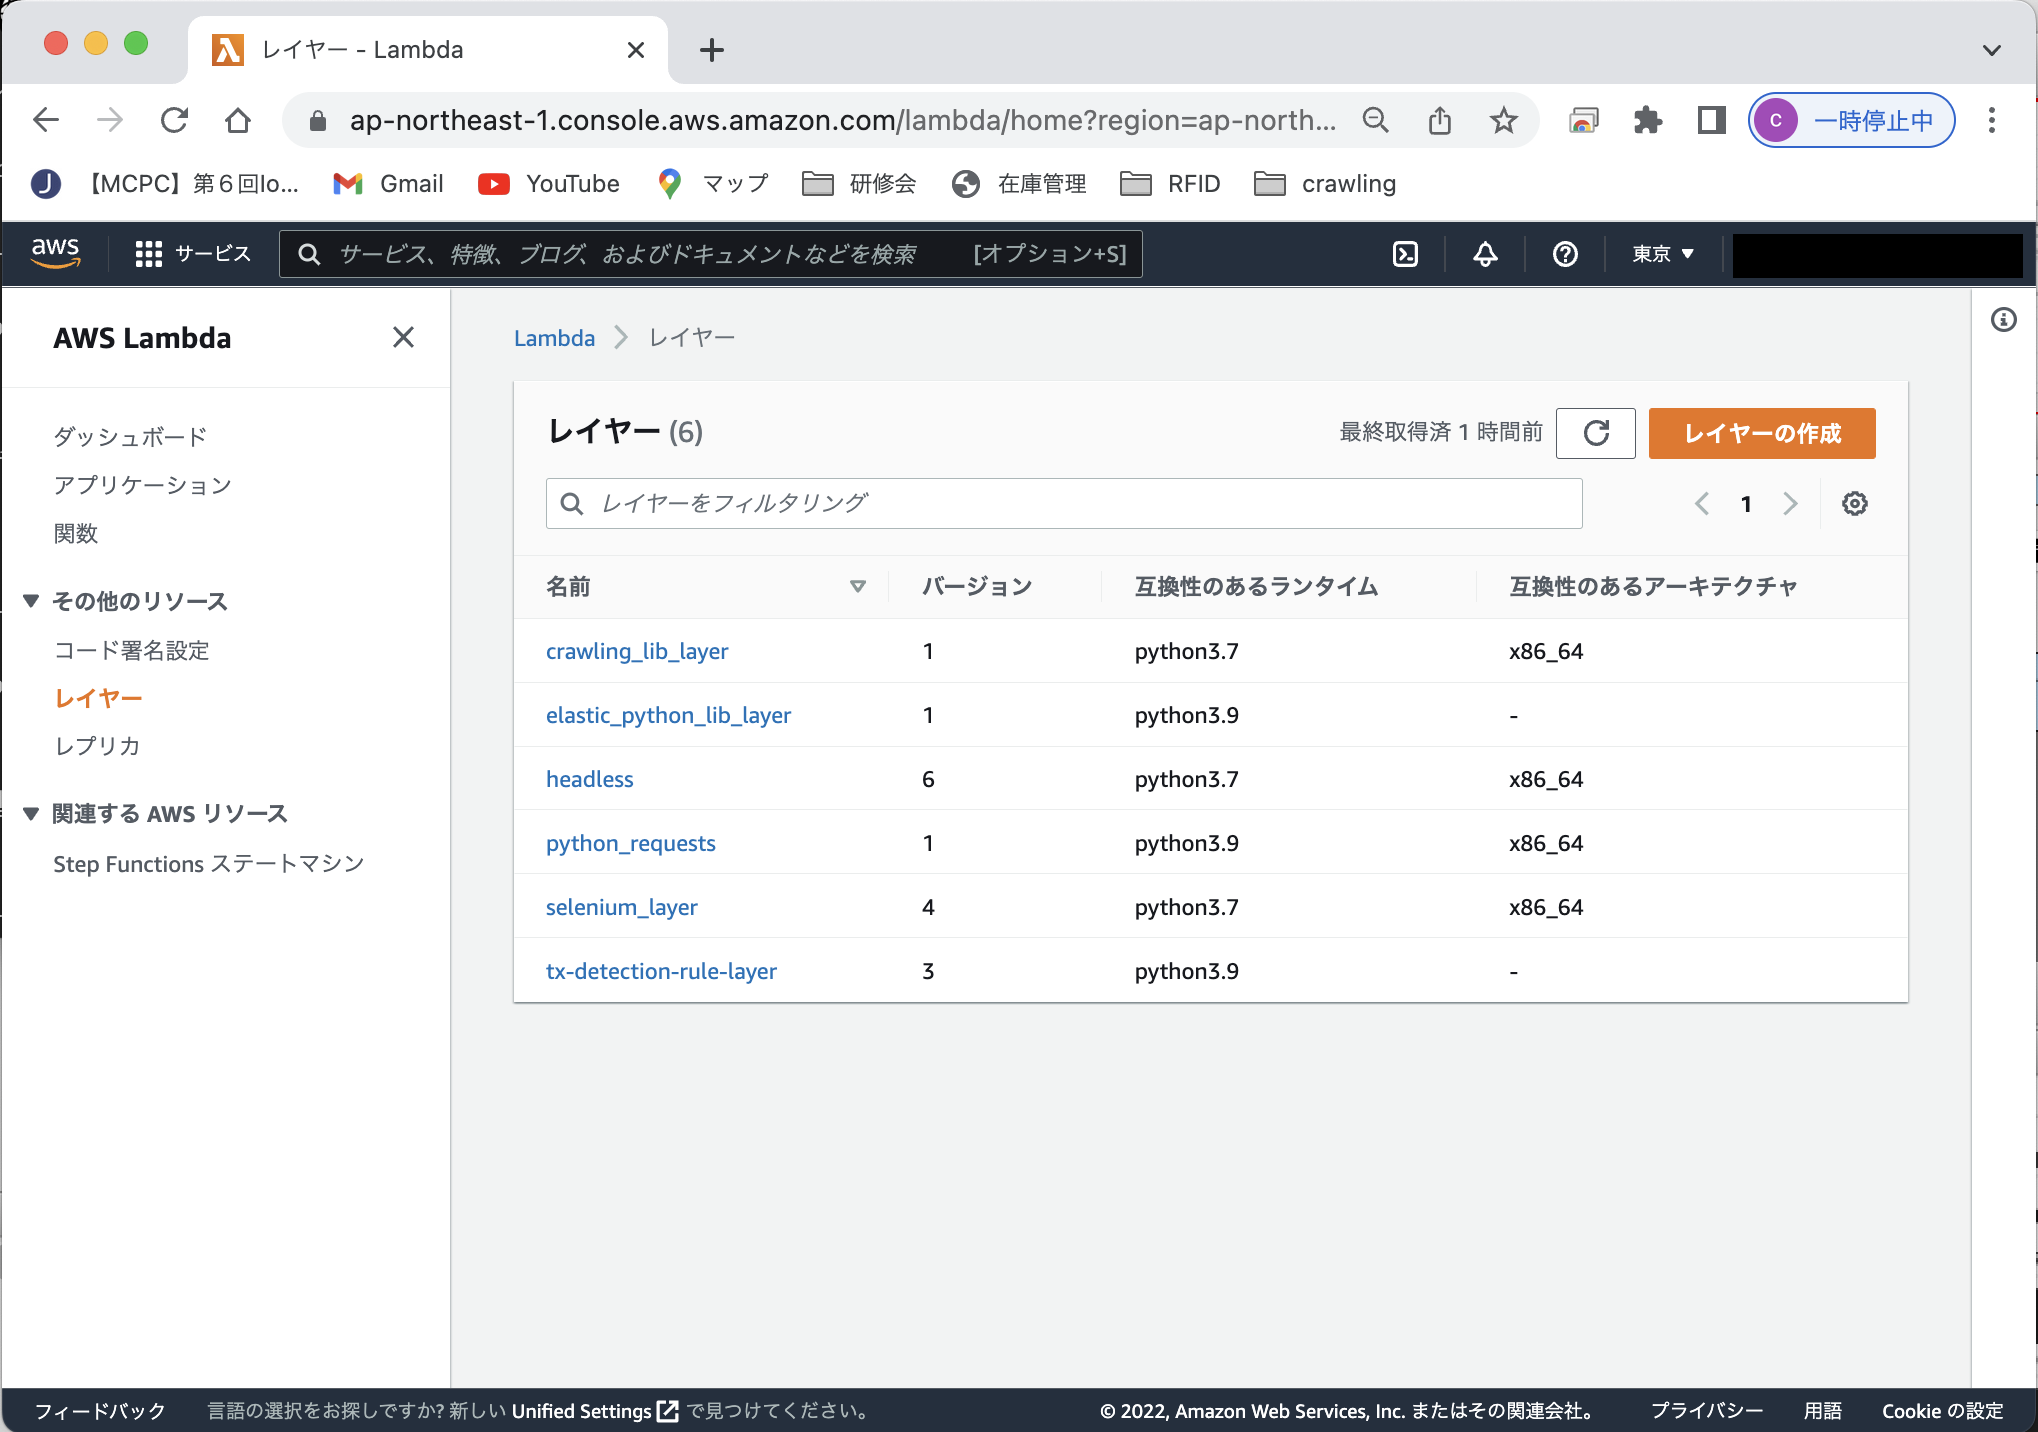 レイヤー - Lambda
ap-northeast-1.console.aws.amazon.com/lambda/home?region=ap-north...
C 一時停止中
J 【MCPC】第6回Io...
Gmail
YouTube
マップ
研修会
在庫管理
RFID
crawling
aws
サービス
サービス、特徴、ブログ、およびドキュメントなどを検索 [オプション+S]
東京 ▼
AWS Lambda
ダッシュボード
アプリケーション
関数
▼ その他のリソース
コード署名設定
レイヤー
レプリカ
▼ 関連する AWS リソース
Step Functions ステートマシン
Lambda > レイヤー
レイヤー (6)
最終取得済 1 時間前
レイヤーの作成
レイヤーをフィルタリング
1
名前 バージョン 互換性のあるランタイム 互換性のあるアーキテクチャ
crawling_lib_layer 1 python3.7 x86_64
elastic_python_lib_layer 1 python3.9 -
headless 6 python3.7 x86_64
python_requests 1 python3.9 x86_64
selenium_layer 4 python3.7 x86_64
tx-detection-rule-layer 3 python3.9 -
フィードバック
言語の選択をお探しですか? 新しい Unified Settings で見つけてください。
© 2022, Amazon Web Services, Inc. またはその関連会社。
プライバシー
用語
Cookie の設定